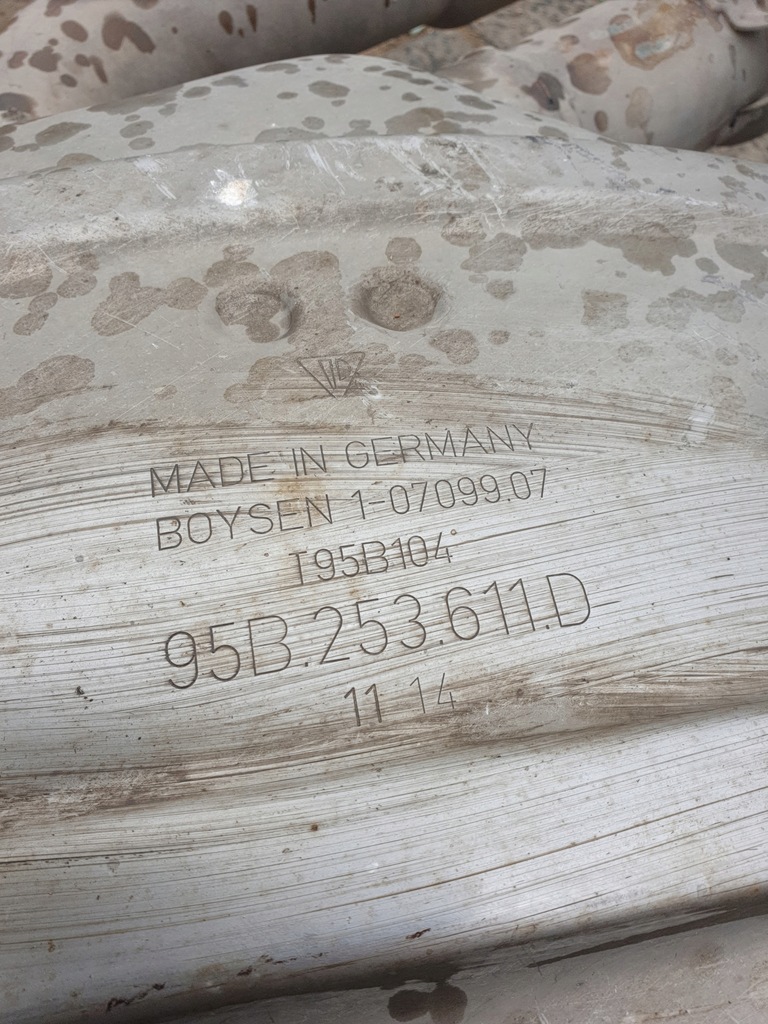 MADE IN GERMANY
BOYSEN 1-07099.07
T95B104
95B.253.611.D
11 14